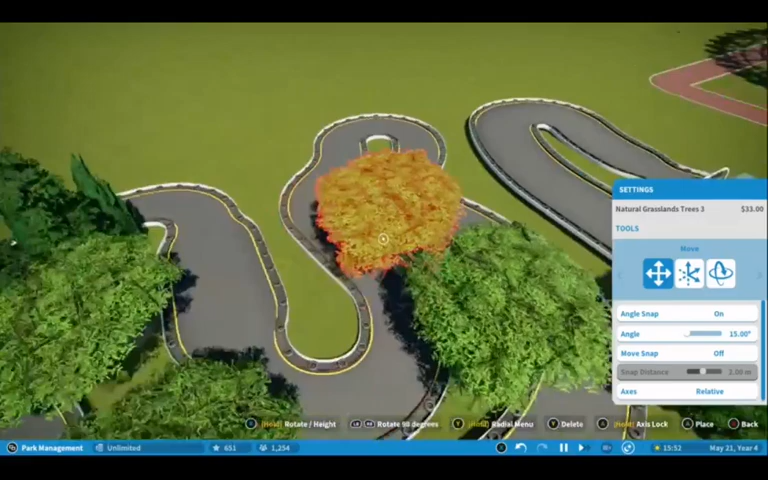 SETTINGS
Natural Grasslands Trees 3 $33.00
TOOLS
Move
Angle Snap On
Angle 15.00°
Move Snap Off
Snap Distance 2.00 m
Axes Relative
(Hold) Rotate / Height Rotate 90 degrees Y (Hold) Radial Menu Y Delete (Hold) Axis Lock A Place B Back
Park Management Unlimited 651 1,254 15:52 May 21, Year 4